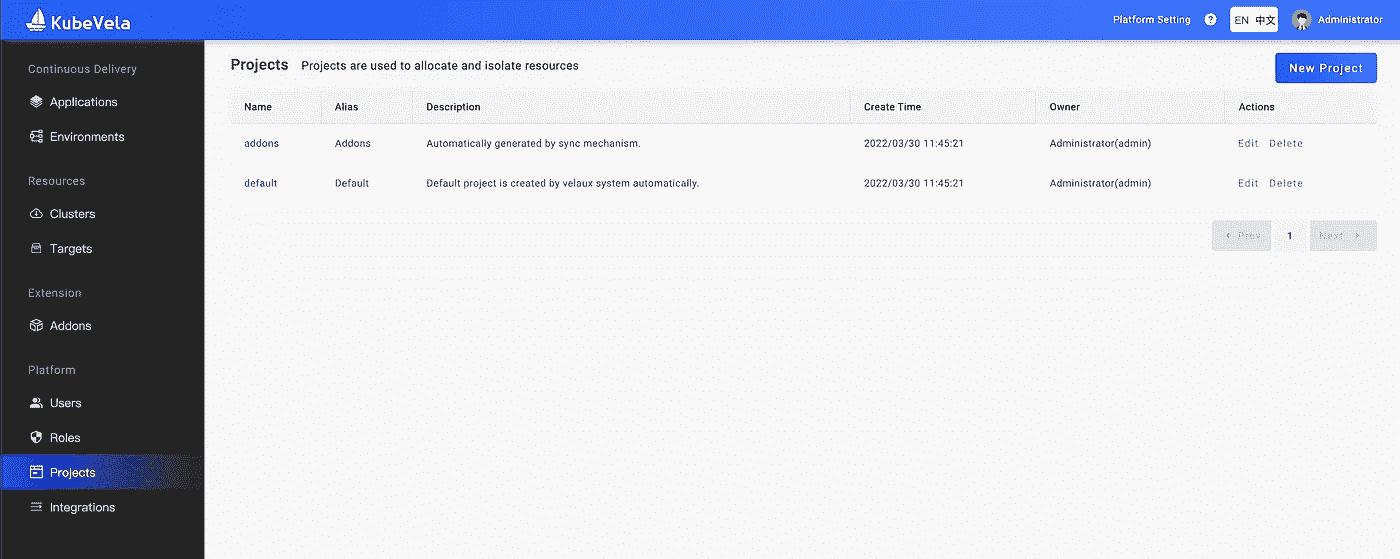 KubeVela
Platform Setting ? EN 中文 Administrator
Continuous Delivery
Applications
Environments
Resources
Clusters
Targets
Extension
Addons
Platform
Users
Roles
Projects
Integrations
Projects Projects are used to allocate and isolate resources
New Project
Name Alias Description Create Time Owner Actions
addons Addons Automatically generated by sync mechanism. 2022/03/30 11:45:21 Administrator(admin) Edit Delete
default Default Default project is created by velaux system automatically. 2022/03/30 11:45:21 Administrator(admin) Edit Delete
Prev 1 Next